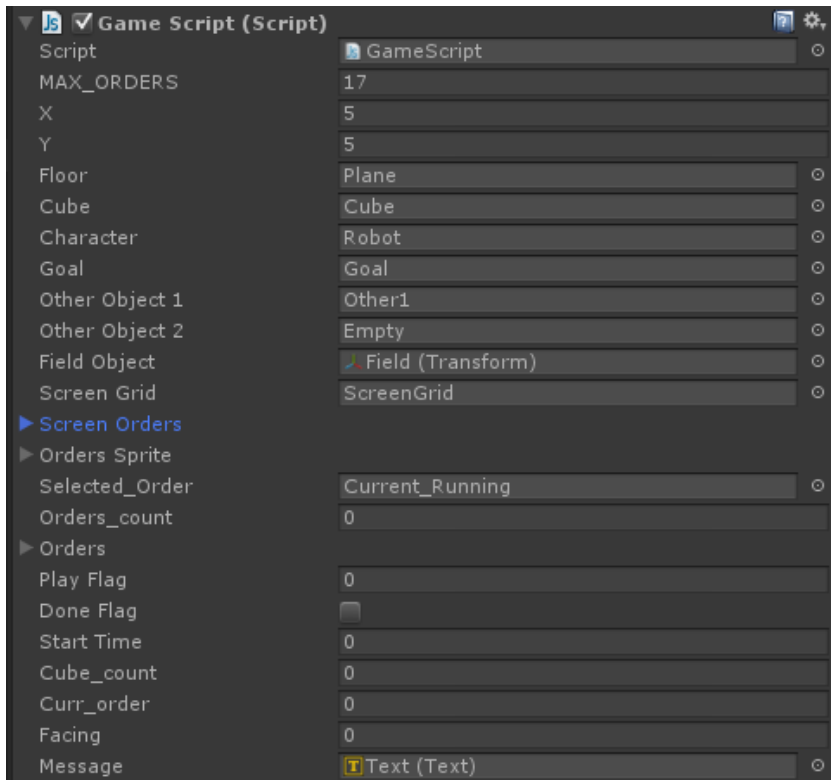 Js Game Script (Script)
Script GameScript
MAX_ORDERS 17
X 5
Y 5
Floor Plane
Cube Cube
Character Robot
Goal Goal
Other Object 1 Other1
Other Object 2 Empty
Field Object Field (Transform)
Screen Grid ScreenGrid
Screen Orders
Orders Sprite
Selected_Order Current_Running
Orders_count 0
Orders
Play Flag 0
Done Flag
Start Time 0
Cube_count 0
Curr_order 0
Facing 0
Message T Text (Text)